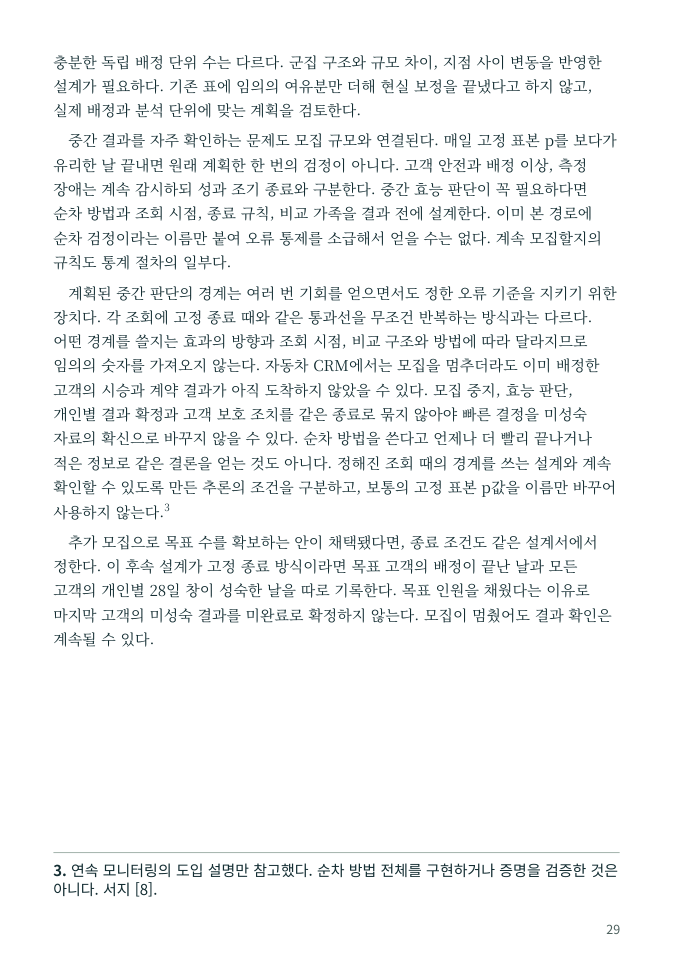 충분한 독립 배정 단위 수는 다르다. 군집 구조와 규모 차이, 지점 사이 변동을 반영한
설계가 필요하다. 기존 표에 임의의 여유분만 더해 현실 보정을 끝냈다고 하지 않고,
실제 배정과 분석 단위에 맞는 계획을 검토한다.
중간 결과를 자주 확인하는 문제도 모집 규모와 연결된다. 매일 고정 표본 p를 보다가
유리한 날 끝내면 원래 계획한 한 번의 검정이 아니다. 고객 안전과 배정 이상, 측정
장애는 계속 감시하되 성과 조기 종료와 구분한다. 중간 효능 판단이 꼭 필요하다면
순차 방법과 조회 시점, 종료 규칙, 비교 가족을 결과 전에 설계한다. 이미 본 경로에
순차 검정이라는 이름만 붙여 오류 통제를 소급해서 얻을 수는 없다. 계속 모집할지의
규칙도 통계 절차의 일부다.
계획된 중간 판단의 경계는 여러 번 기회를 얻으면서도 정한 오류 기준을 지키기 위한
장치다. 각 조회에 고정 종료 때와 같은 통과선을 무조건 반복하는 방식과는 다르다.
어떤 경계를 쓸지는 효과의 방향과 조회 시점, 비교 구조와 방법에 따라 달라지므로
임의의 숫자를 가져오지 않는다. 자동차 CRM에서는 모집을 멈추더라도 이미 배정한
고객의 시승과 계약 결과가 아직 도착하지 않았을 수 있다. 모집 중지, 효능 판단,
개인별 결과 확정과 고객 보호 조치를 같은 종료로 묶지 않아야 빠른 결정을 미성숙
자료의 확신으로 바꾸지 않을 수 있다. 순차 방법을 쓴다고 언제나 더 빨리 끝나거나
적은 정보로 같은 결론을 얻는 것도 아니다. 정해진 조회 때의 경계를 쓰는 설계와 계속
확인할 수 있도록 만든 추론의 조건을 구분하고, 보통의 고정 표본 p값을 이름만 바꾸어
사용하지 않는다.3
추가 모집으로 목표 수를 확보하는 안이 채택됐다면, 종료 조건도 같은 설계서에서
정한다. 이 후속 설계가 고정 종료 방식이라면 목표 고객의 배정이 끝난 날과 모든
고객의 개인별 28일 창이 성숙한 날을 따로 기록한다. 목표 인원을 채웠다는 이유로
마지막 고객의 미성숙 결과를 미완료로 확정하지 않는다. 모집이 멈췄어도 결과 확인은
계속될 수 있다.
3. 연속 모니터링의 도입 설명만 참고했다. 순차 방법 전체를 구현하거나 증명을 검증한 것은
아니다. 서지 [8].
29